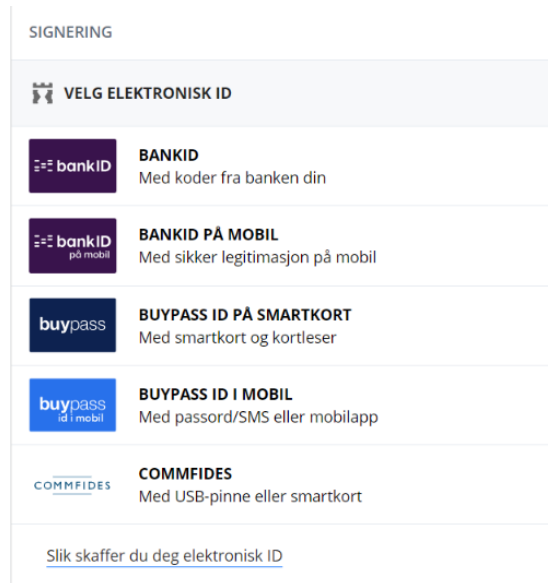 SIGNERING
VELG ELEKTRONISK ID
bankID
BANKID
Med koder fra banken din
bankID
på mobil
BANKID PÅ MOBIL
Med sikker legitimasjon på mobil
buypass
BUYPASS ID PÅ SMARTKORT
Med smartkort og kortleser
buypass
id i mobil
BUYPASS ID I MOBIL
Med passord/SMS eller mobilapp
COMMFIDES
COMMFIDES
Med USB-pinne eller smartkort
Slik skaffer du deg elektronisk ID